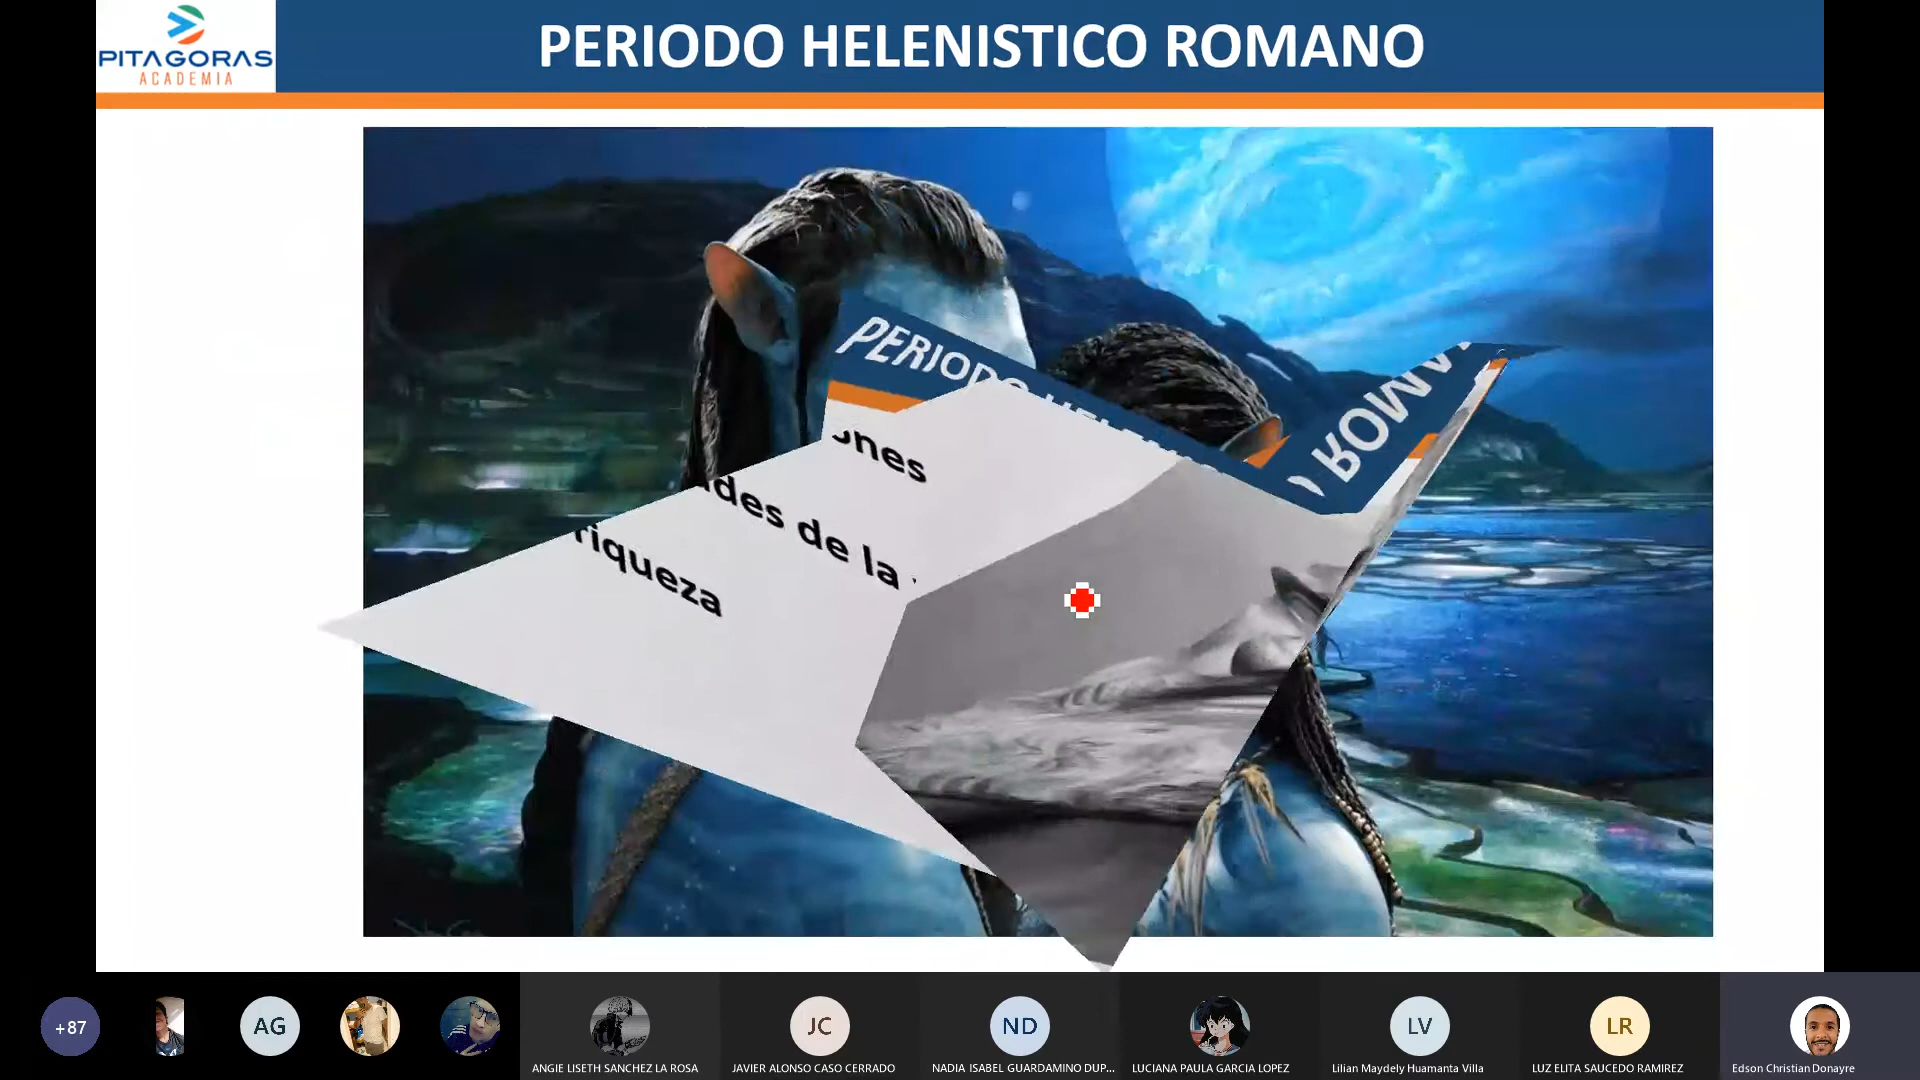 PITAGORAS
ACADEMIA
PERIODO HELENISTICO ROMANO
PERIODO
ROMA
nes
des de la
riqueza
+87
AG
JC
ND
LV
LR
ANGIE LISETH SANCHEZ LA ROSA
JAVIER ALONSO CASO CERRADO
NADIA ISABEL GUARDAMINO DUP...
LUCIANA PAULA GARCIA LOPEZ
Lilian Maydely Huamanta Villa
LUZ ELITA SAUCEDO RAMIREZ
Edson Christian Donayre